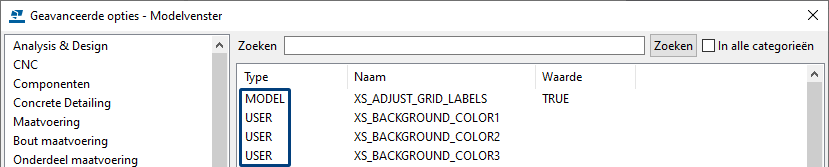 Geavanceerde opties - Modelvenster
Analysis & Design
CNC
Componenten
Concrete Detailing
Maatvoering
Bout maatvoering
Onderdeel maatvoering
Zoeken Zoeken In alle categorieën
Type Naam Waarde
MODEL XS_ADJUST_GRID_LABELS TRUE
USER XS_BACKGROUND_COLOR1
USER XS_BACKGROUND_COLOR2
USER XS_BACKGROUND_COLOR3